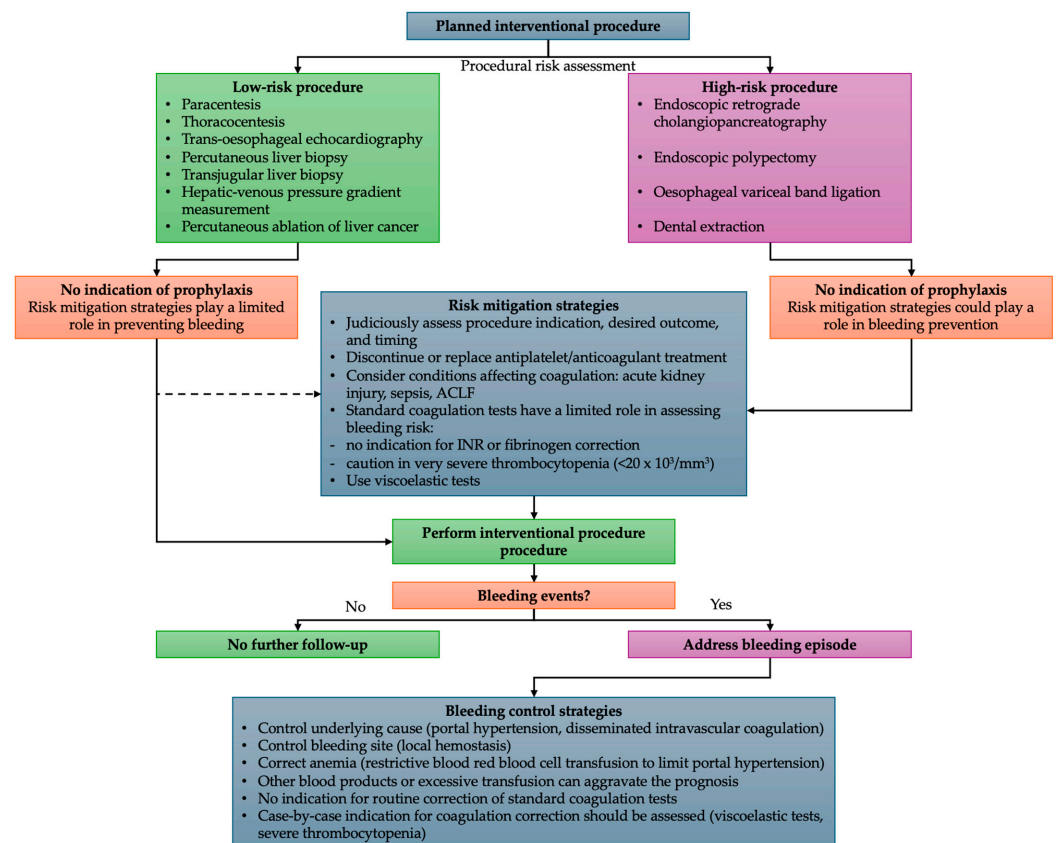 Planned interventional procedure
Procedural risk assessment
Low-risk procedure
• Paracentesis
• Thoracocentesis
• Trans-oesophageal echocardiography
• Percutaneous liver biopsy
• Transjugular liver biopsy
• Hepatic-venous pressure gradient
measurement
• Percutaneous ablation of liver cancer
High-risk procedure
• Endoscopic retrograde
cholangiopancreatography
• Endoscopic polypectomy
• Oesophageal variceal band ligation
• Dental extraction
No indication of prophylaxis
Risk mitigation strategies play a limited
role in preventing bleeding
Risk mitigation strategies
• Judiciously assess procedure indication, desired outcome,
and timing
• Discontinue or replace antiplatelet/anticoagulant treatment
• Consider conditions affecting coagulation: acute kidney
injury, sepsis, ACLF
• Standard coagulation tests have a limited role in assessing
bleeding risk:
- no indication for INR or fibrinogen correction
- caution in very severe thrombocytopenia (<20 x 10³/mm³)
• Use viscoelastic tests
No indication of prophylaxis
Risk mitigation strategies could play a
role in bleeding prevention
Perform interventional procedure
procedure
Bleeding events?
No
Yes
No further follow-up
Address bleeding episode
Bleeding control strategies
• Control underlying cause (portal hypertension, disseminated intravascular coagulation)
• Control bleeding site (local hemostasis)
• Correct anemia (restrictive blood red blood cell transfusion to limit portal hypertension)
• Other blood products or excessive transfusion can aggravate the prognosis
• No indication for routine correction of standard coagulation tests
• Case-by-case indication for coagulation correction should be assessed (viscoelastic tests,
severe thrombocytopenia)